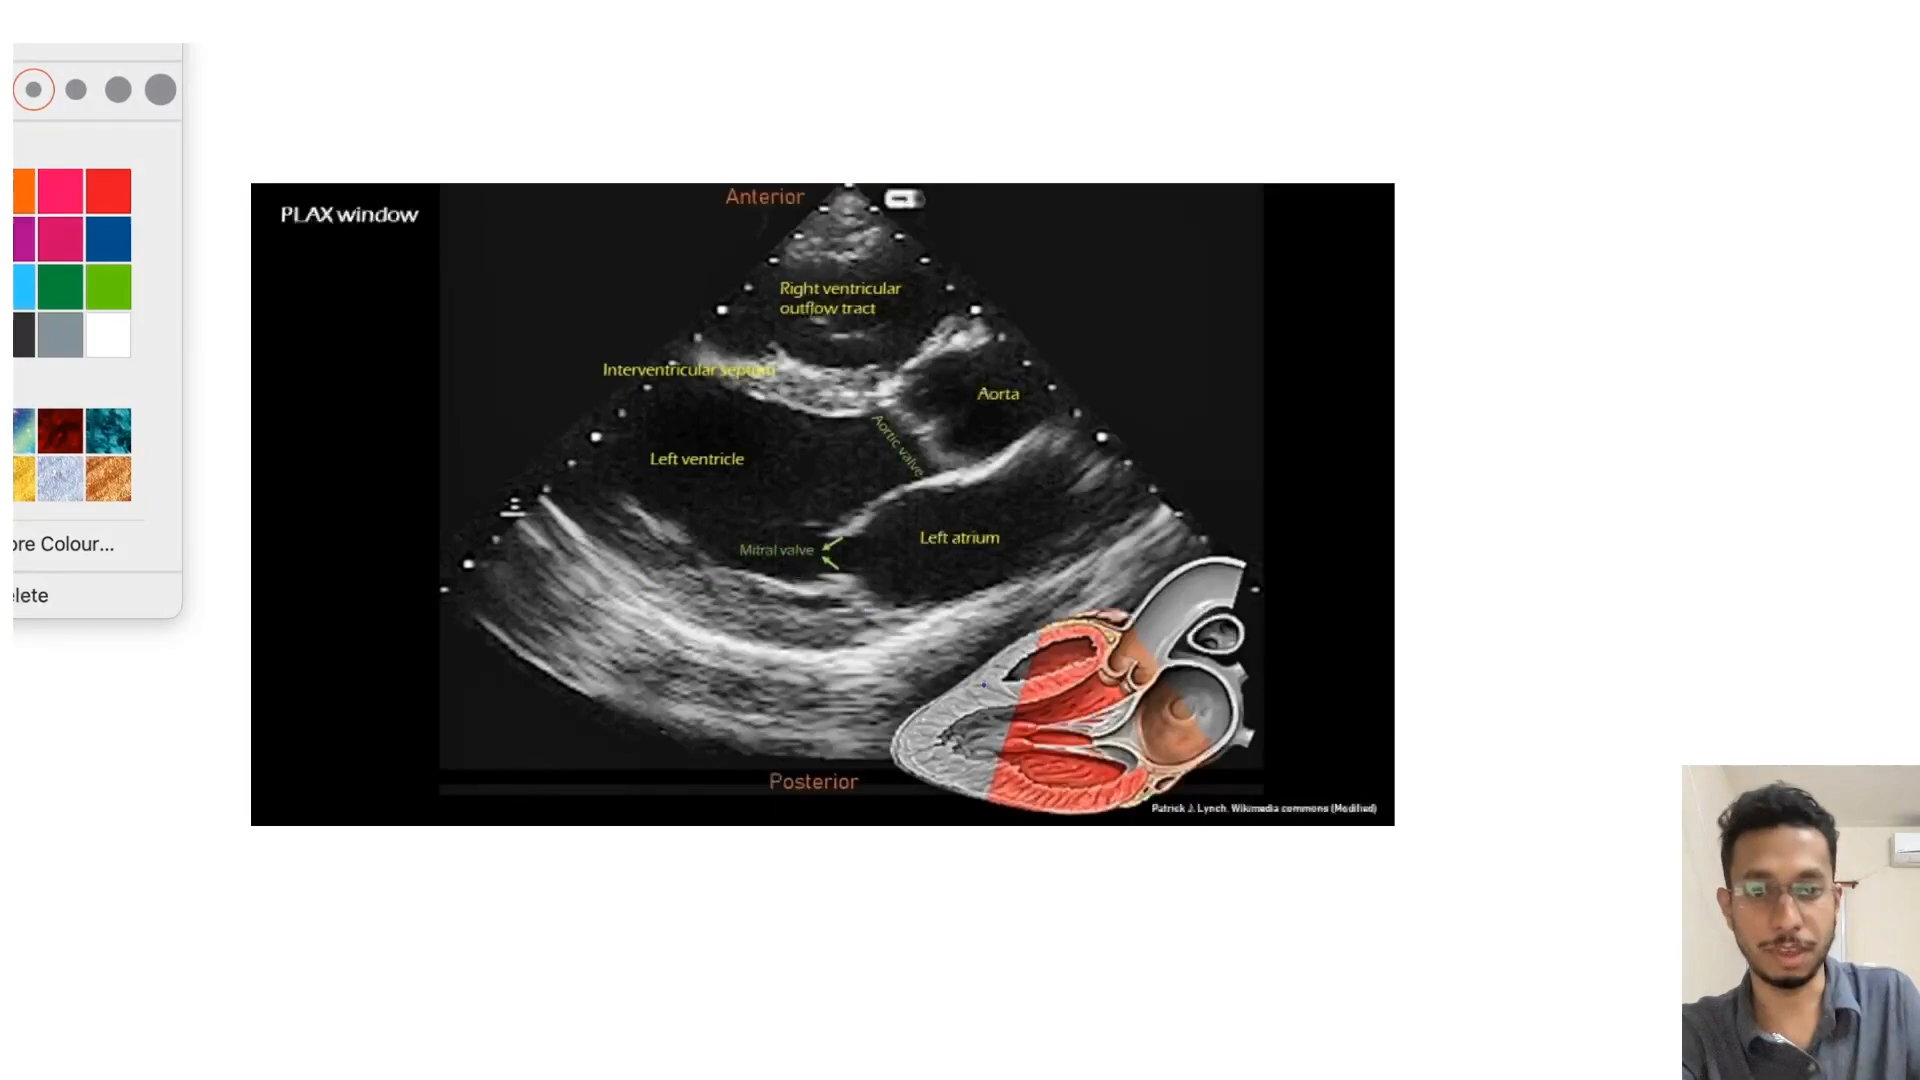 PLAX window
Anterior
Right ventricular
outflow tract
Interventricular septum
Aorta
Aortic valve
Left ventricle
Left atrium
Mitral valve
ore Colour...
lete
Posterior
Patrick J. Lynch. Wikimedia commons (Modified)